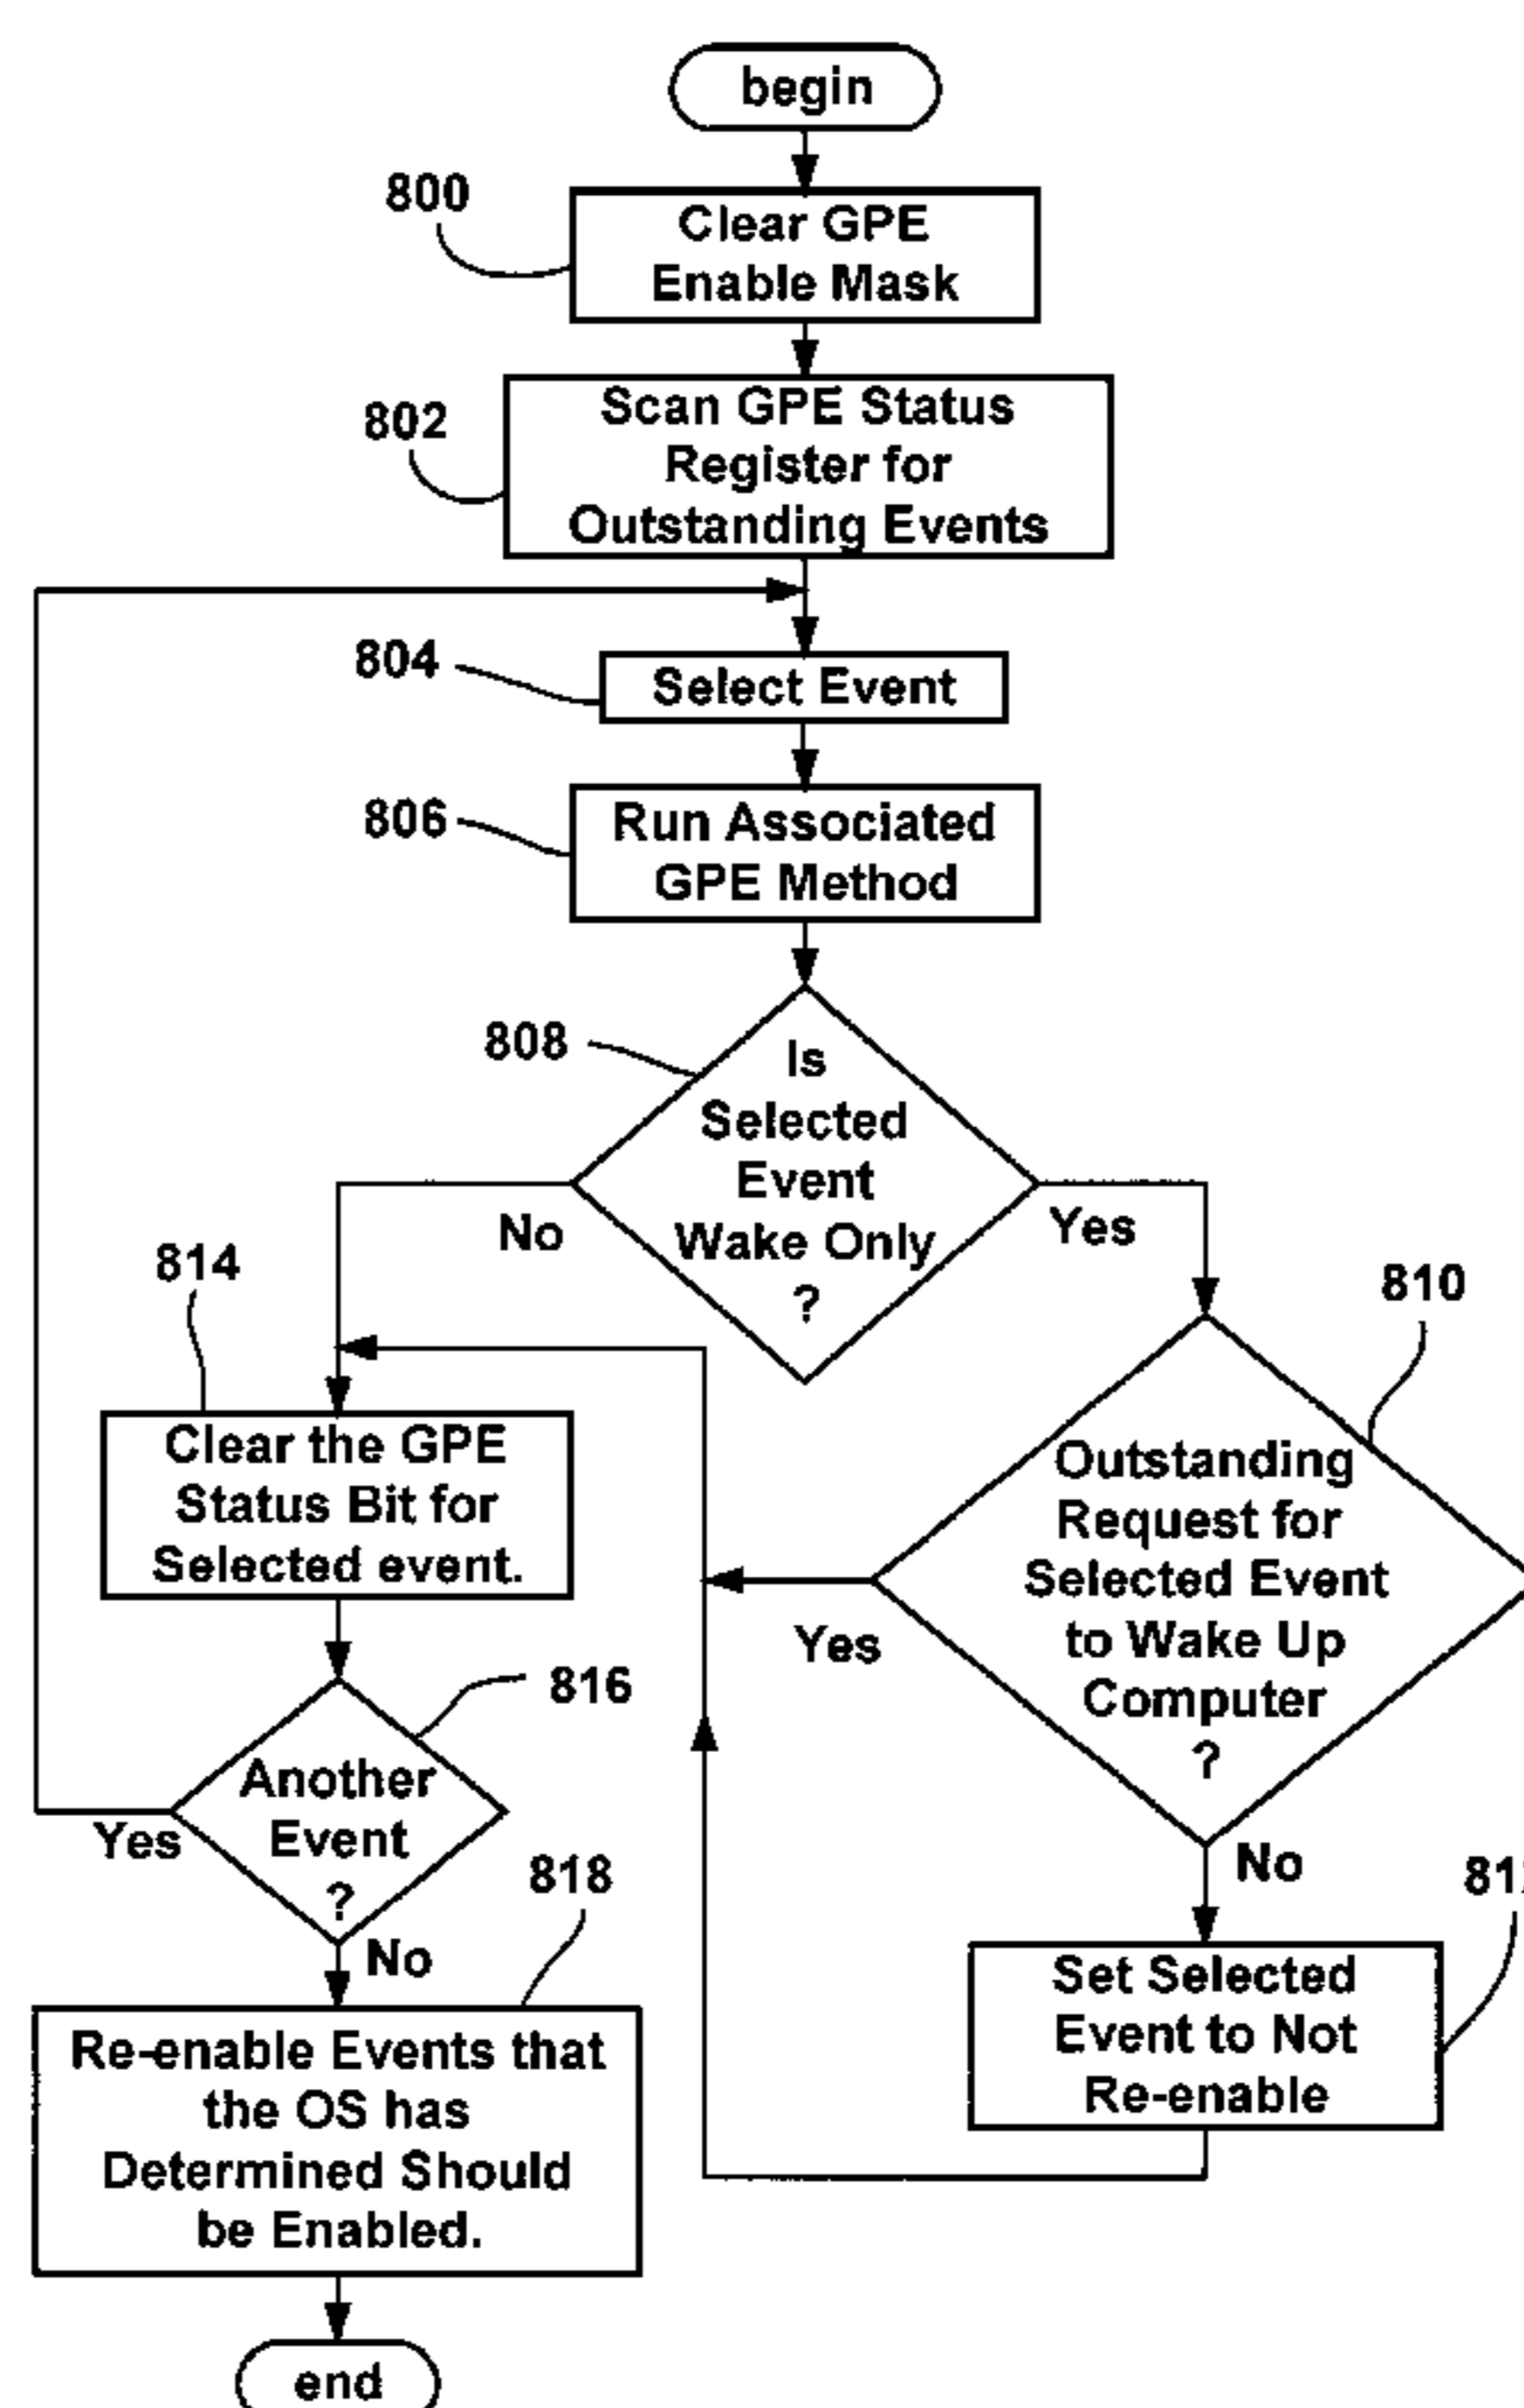 begin
800
Clear GPE
Enable Mask
802
Scan GPE Status
Register for
Outstanding Events
804
Select Event
806
Run Associated
GPE Method
808
Is
Selected
Event
Wake Only
?
No
Yes
814
810
Clear the GPE
Status Bit for
Selected event.
Outstanding
Request for
Selected Event
to Wake Up
Computer
?
Yes
816
Another
Event
?
Yes
No
818
No
Set Selected
Event to Not
Re-enable
Re-enable Events that
the OS has
Determined Should
be Enabled.
end